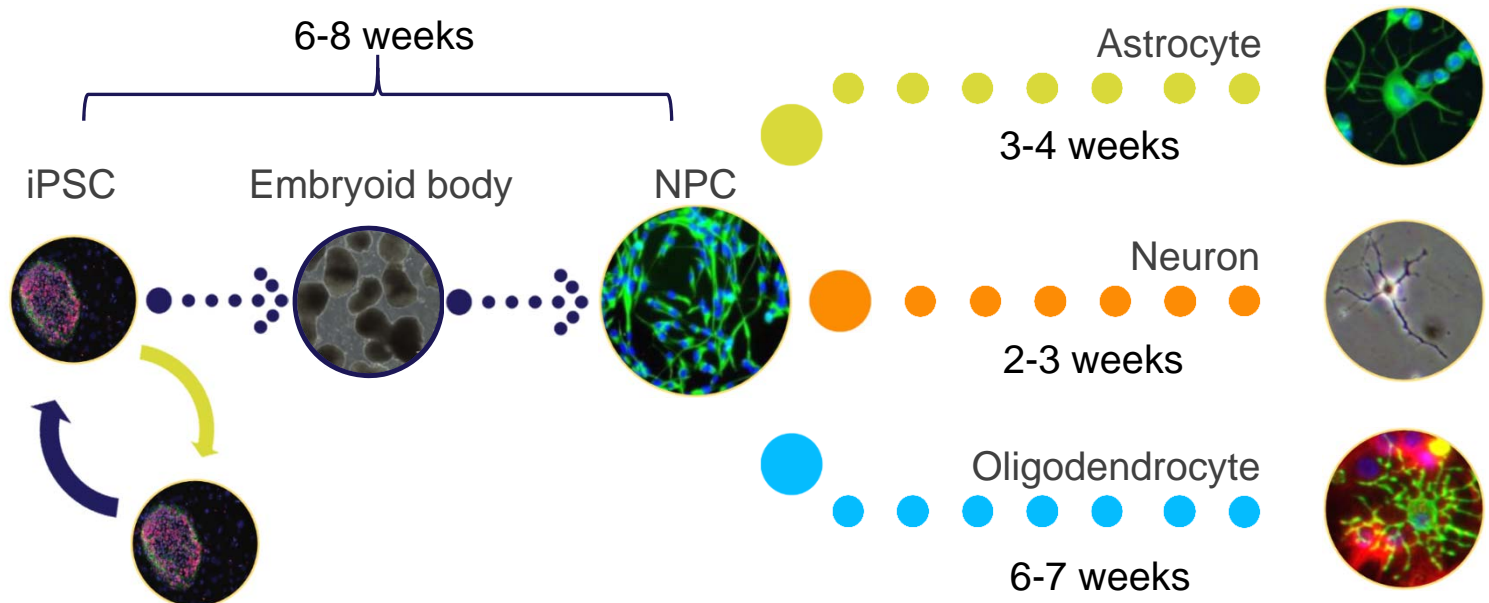 6-8 weeks
iPSC
Embryoid body
NPC
Astrocyte
3-4 weeks
Neuron
2-3 weeks
Oligodendrocyte
6-7 weeks